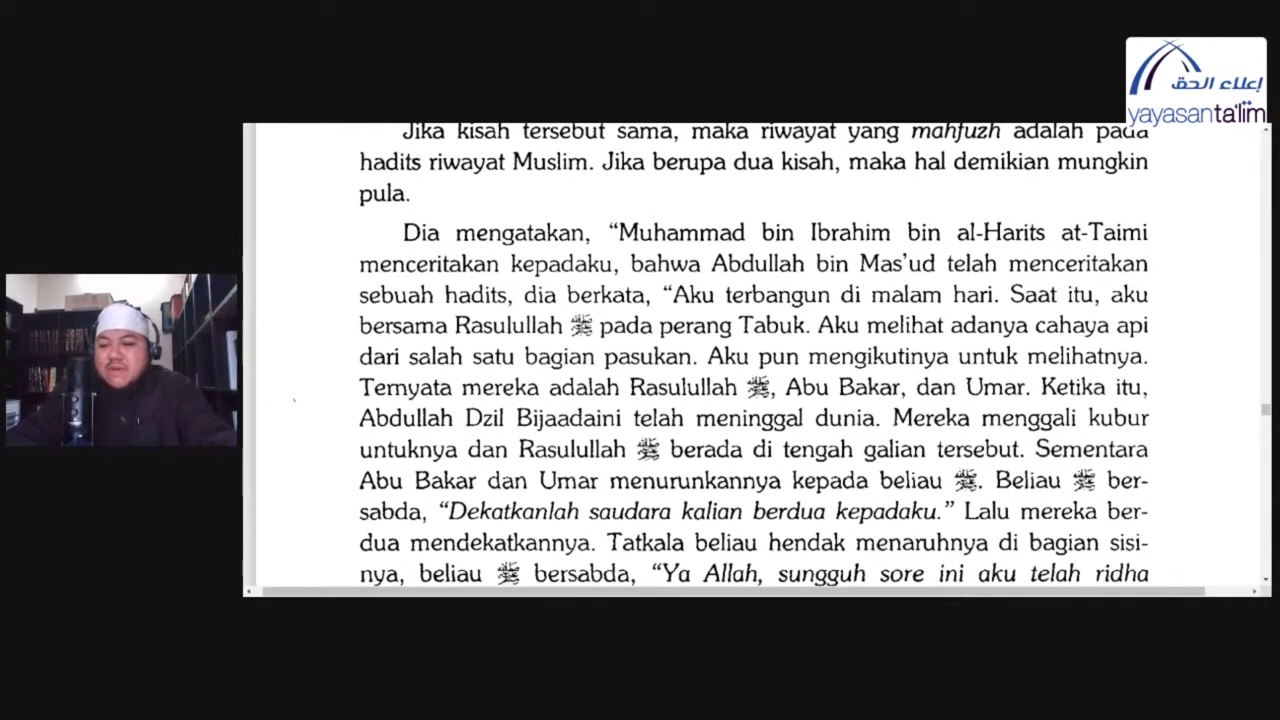 إعلاء الحق
yayasanta'lim
Jika kisah tersebut sama, maka riwayat yang mahfuzh adalah pada
hadits riwayat Muslim. Jika berupa dua kisah, maka hal demikian mungkin
pula.
Dia mengatakan, “Muhammad bin Ibrahim bin al-Harits at-Taimi
menceritakan kepadaku, bahwa Abdullah bin Mas’ud telah menceritakan
sebuah hadits, dia berkata, “Aku terbangun di malam hari. Saat itu, aku
bersama Rasulullah ﷺ pada perang Tabuk. Aku melihat adanya cahaya api
dari salah satu bagian pasukan. Aku pun mengikutinya untuk melihatnya.
Ternyata mereka adalah Rasulullah ﷺ, Abu Bakar, dan Umar. Ketika itu,
Abdullah Dzil Bijaadaini telah meninggal dunia. Mereka menggali kubur
untuknya dan Rasulullah ﷺ berada di tengah galian tersebut. Sementara
Abu Bakar dan Umar menurunkannya kepada beliau ﷺ. Beliau ﷺ ber-
sabda, “Dekatkanlah saudara kalian berdua kepadaku.” Lalu mereka ber-
dua mendekatkannya. Tatkala beliau hendak menaruhnya di bagian sisi-
nya, beliau ﷺ bersabda, “Ya Allah, sungguh sore ini aku telah ridha